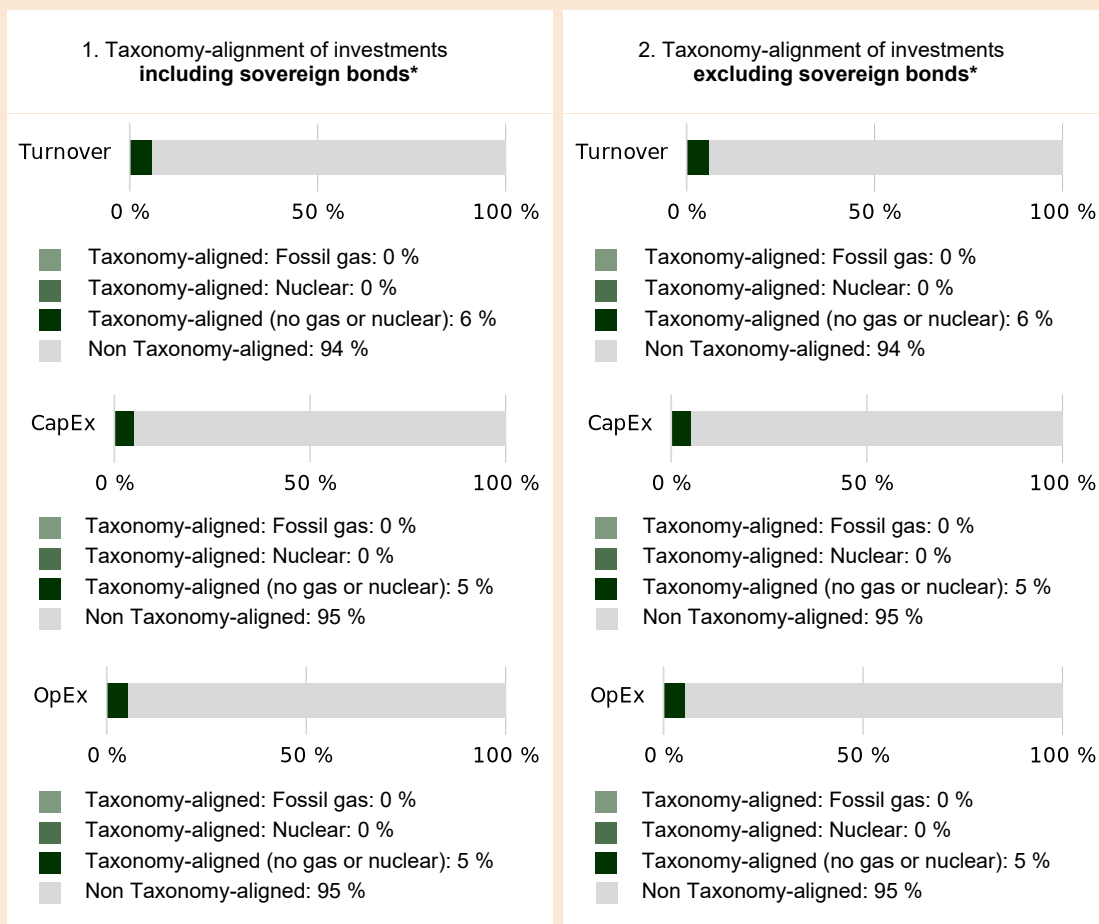 1. Taxonomy-alignment of investments
including sovereign bonds*
Turnover
0 % 50 % 100 %
Taxonomy-aligned: Fossil gas: 0 %
Taxonomy-aligned: Nuclear: 0 %
Taxonomy-aligned (no gas or nuclear): 6 %
Non Taxonomy-aligned: 94 %
CapEx
0 % 50 % 100 %
Taxonomy-aligned: Fossil gas: 0 %
Taxonomy-aligned: Nuclear: 0 %
Taxonomy-aligned (no gas or nuclear): 5 %
Non Taxonomy-aligned: 95 %
OpEx
0 % 50 % 100 %
Taxonomy-aligned: Fossil gas: 0 %
Taxonomy-aligned: Nuclear: 0 %
Taxonomy-aligned (no gas or nuclear): 5 %
Non Taxonomy-aligned: 95 %
2. Taxonomy-alignment of investments
excluding sovereign bonds*
Turnover
0 % 50 % 100 %
Taxonomy-aligned: Fossil gas: 0 %
Taxonomy-aligned: Nuclear: 0 %
Taxonomy-aligned (no gas or nuclear): 6 %
Non Taxonomy-aligned: 94 %
CapEx
0 % 50 % 100 %
Taxonomy-aligned: Fossil gas: 0 %
Taxonomy-aligned: Nuclear: 0 %
Taxonomy-aligned (no gas or nuclear): 5 %
Non Taxonomy-aligned: 95 %
OpEx
0 % 50 % 100 %
Taxonomy-aligned: Fossil gas: 0 %
Taxonomy-aligned: Nuclear: 0 %
Taxonomy-aligned (no gas or nuclear): 5 %
Non Taxonomy-aligned: 95 %